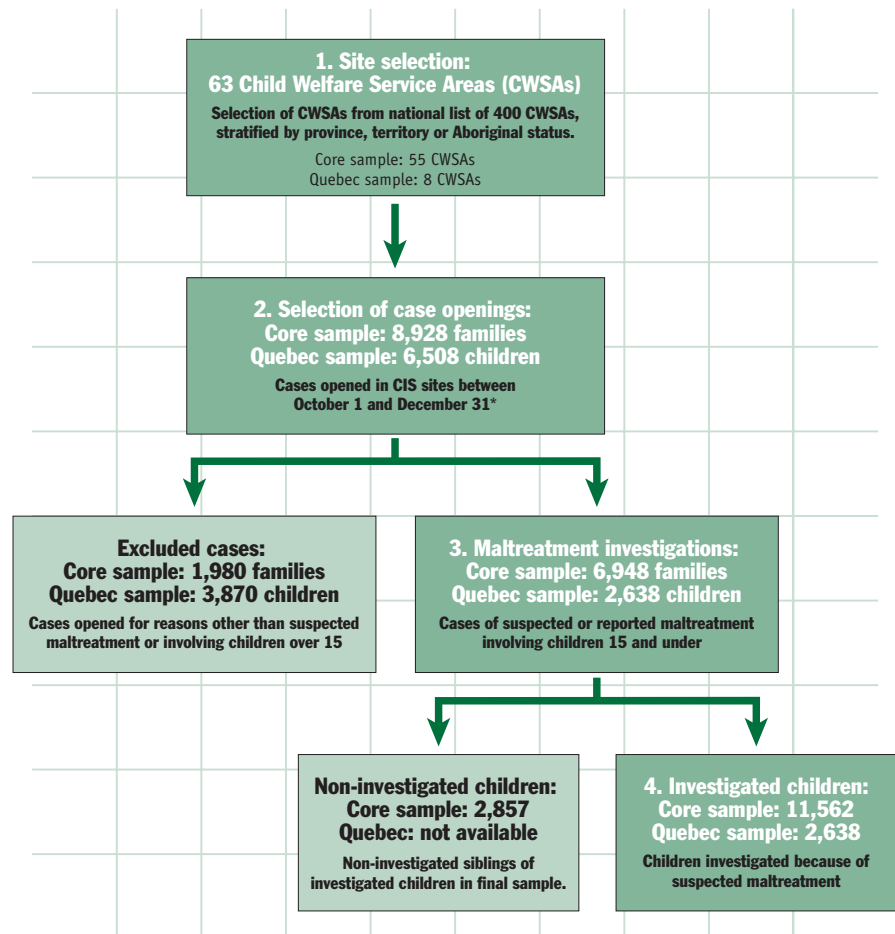 1. Site selection:
63 Child Welfare Service Areas (CWSAs)
Selection of CWSAs from national list of 400 CWSAs,
stratified by province, territory or Aboriginal status.
Core sample: 55 CWSAs
Quebec sample: 8 CWSAs
2. Selection of case openings:
Core sample: 8,928 families
Quebec sample: 6,508 children
Cases opened in CIS sites between
October 1 and December 31*
Excluded cases:
Core sample: 1,980 families
Quebec sample: 3,870 children
Cases opened for reasons other than suspected
maltreatment or involving children over 15
3. Maltreatment investigations:
Core sample: 6,948 families
Quebec sample: 2,638 children
Cases of suspected or reported maltreatment
involving children 15 and under
Non-investigated children:
Core sample: 2,857
Quebec: not available
Non-investigated siblings of
investigated children in final sample.
4. Investigated children:
Core sample: 11,562
Quebec sample: 2,638
Children investigated because of
suspected maltreatment